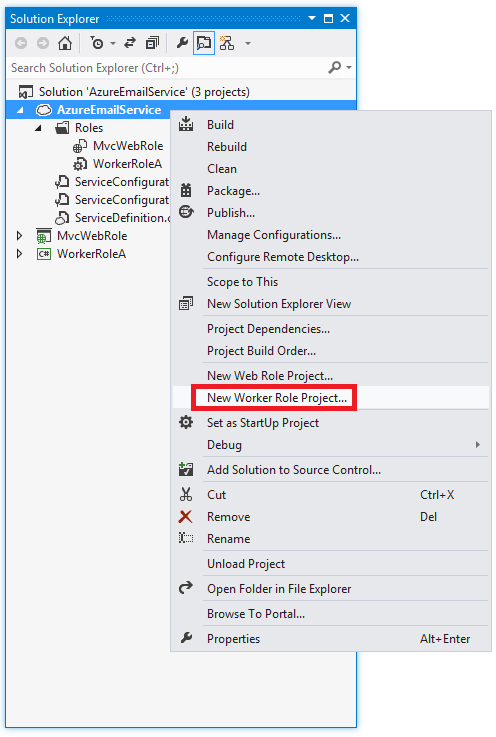 Solution Explorer
Search Solution Explorer (Ctrl+;)
Solution 'AzureEmailService' (3 projects)
AzureEmailService
Roles
MvcWebRole
WorkerRoleA
ServiceConfigurat
ServiceConfigurat
ServiceDefinition.c
MvcWebRole
C# WorkerRoleA
Build
Rebuild
Clean
Package...
Publish...
Manage Configurations...
Configure Remote Desktop...
Scope to This
New Solution Explorer View
Project Dependencies...
Project Build Order...
New Web Role Project...
New Worker Role Project...
Set as StartUp Project
Debug
Add Solution to Source Control...
Cut Ctrl+X
Remove Del
Rename
Unload Project
Open Folder in File Explorer
Browse To Portal...
Properties Alt+Enter